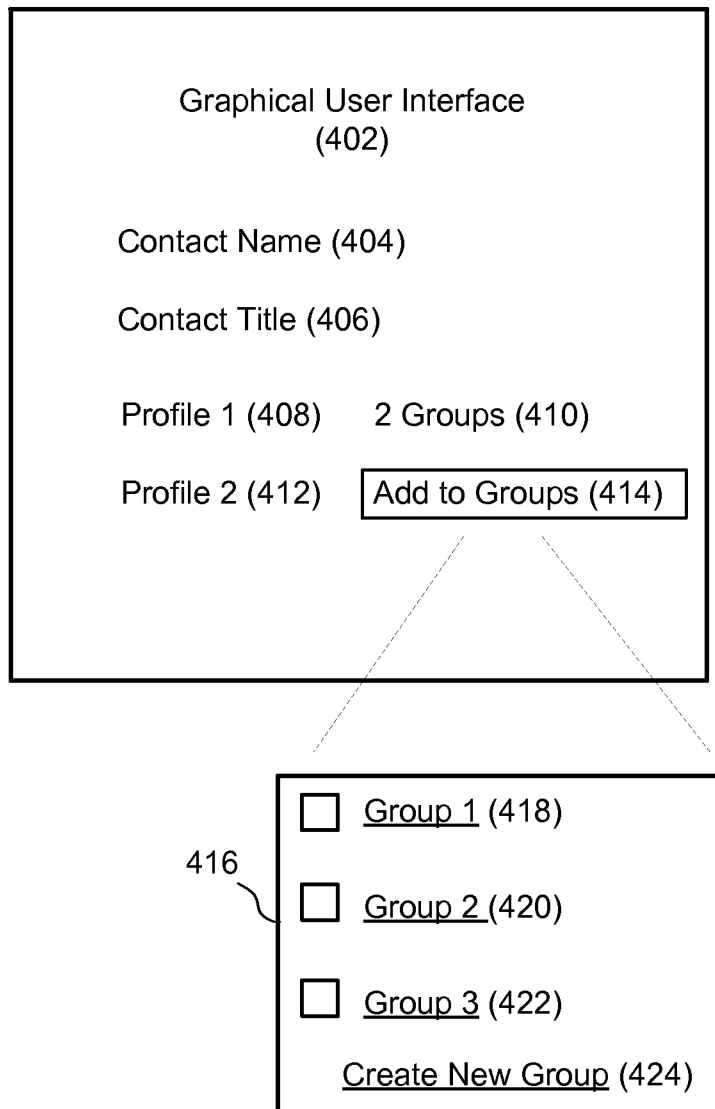 Graphical User Interface
(402)
Contact Name (404)
Contact Title (406)
Profile 1 (408) 2 Groups (410)
Profile 2 (412) Add to Groups (414)
416
Group 1 (418)
Group 2 (420)
Group 3 (422)
Create New Group (424)